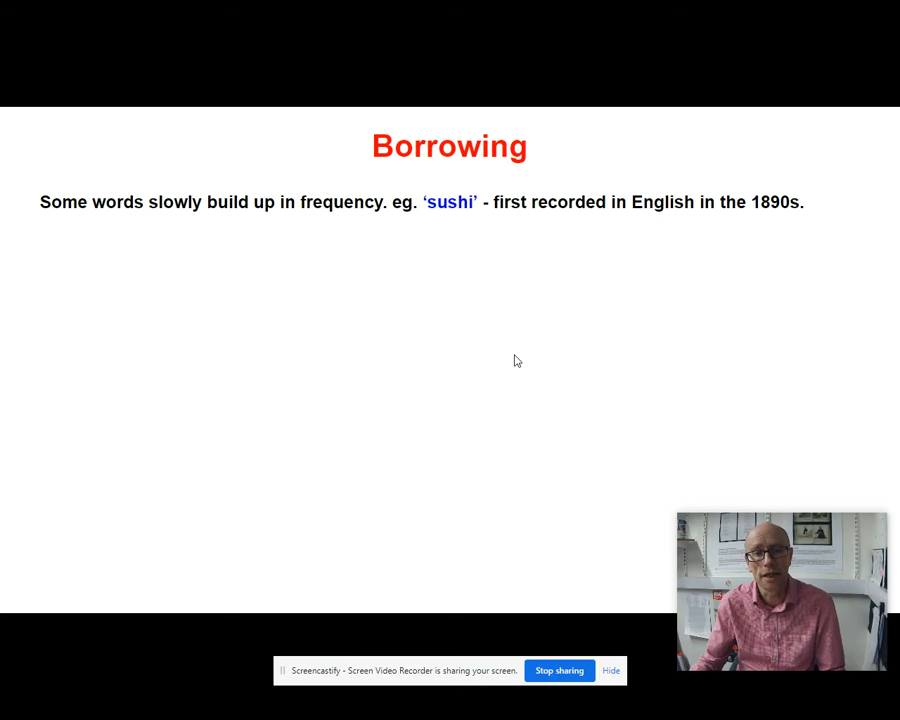 Borrowing
Some words slowly build up in frequency. eg. ‘sushi’ - first recorded in English in the 1890s.
Screencastify - Screen Video Recorder is sharing your screen.
Stop sharing
Hide